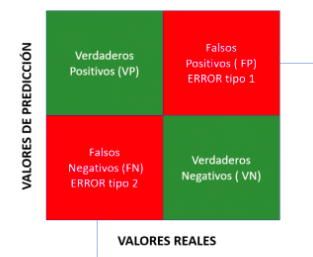 VALORES DE PREDICCIÓN
Verdaderos
Positivos (VP)
Falsos
Positivos ( FP)
ERROR tipo 1
Falsos
Negativos (FN)
ERROR tipo 2
Verdaderos
Negativos ( VN)
VALORES REALES